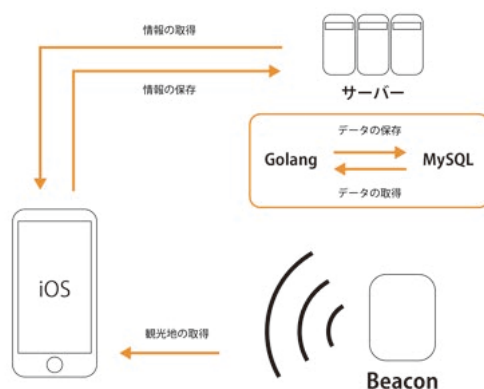 情報の取得
情報の保存
サーバー
データの保存
Golang
MySQL
データの取得
iOS
観光地の取得
Beacon